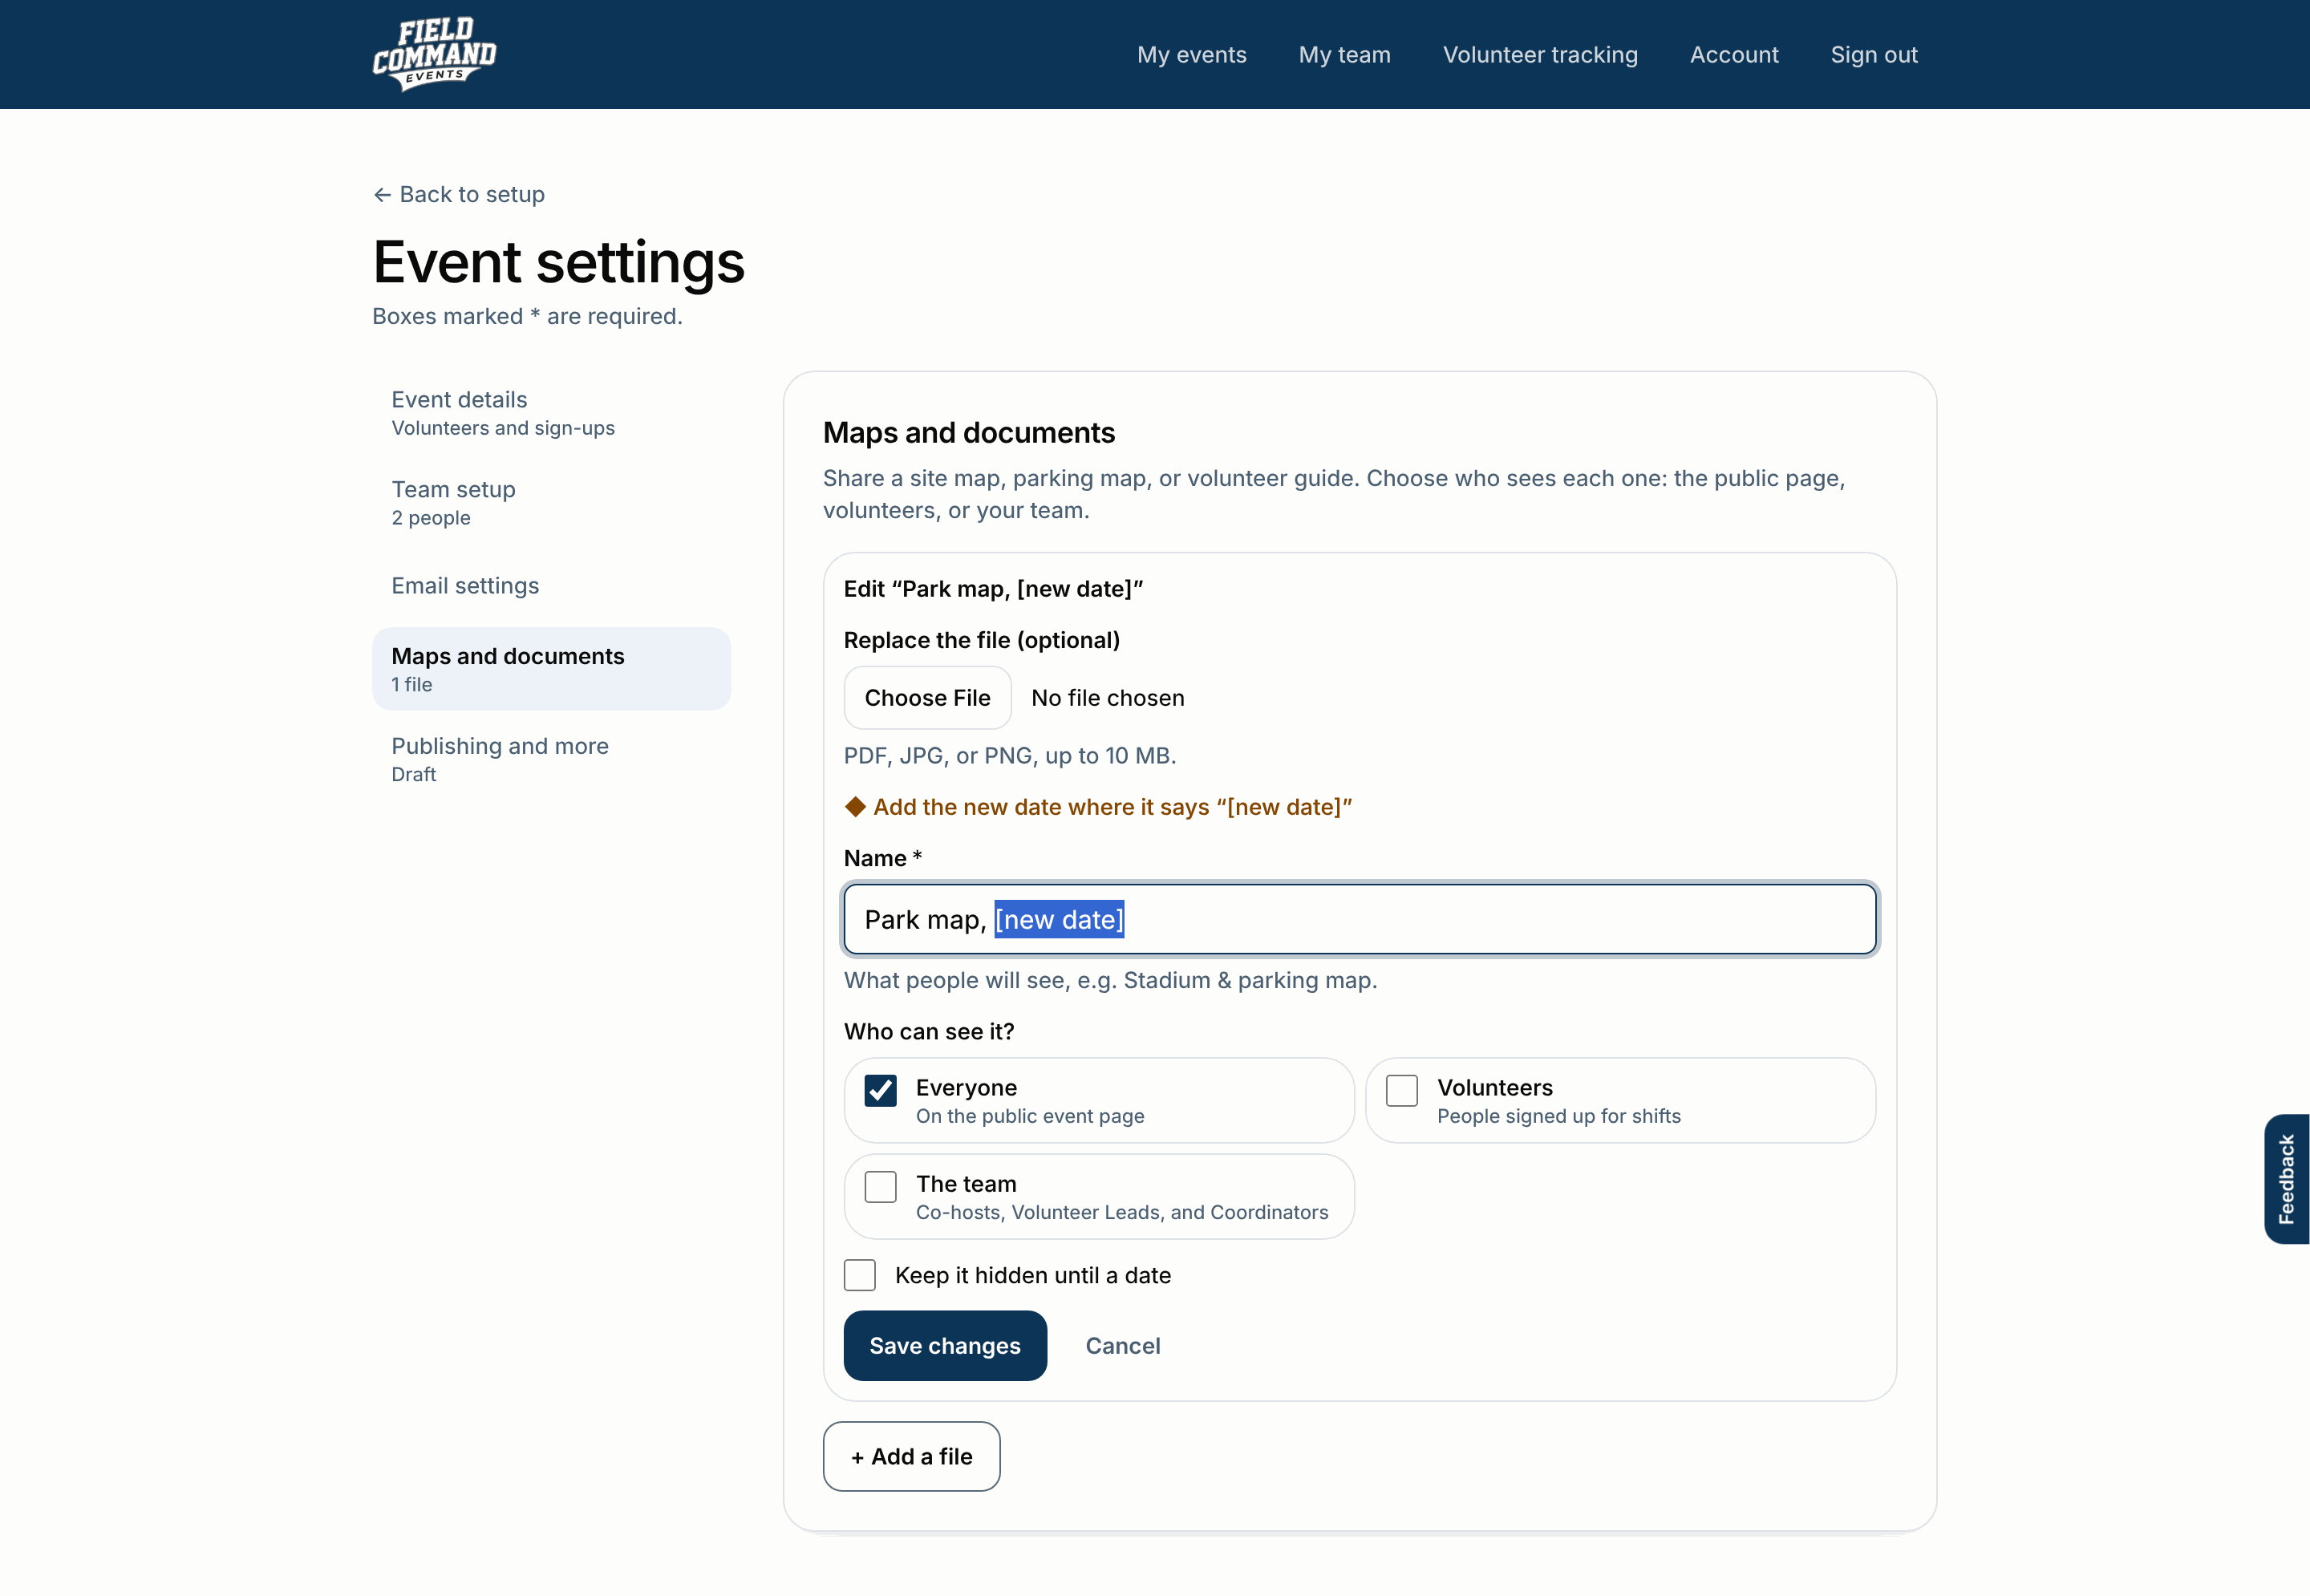 FIELD
COMMAND
EVENTS
My events
My team
Volunteer tracking
Account
Sign out
← Back to setup
Event settings
Boxes marked * are required.
Event details
Volunteers and sign-ups
Team setup
2 people
Email settings
Maps and documents
1 file
Publishing and more
Draft
Maps and documents
Share a site map, parking map, or volunteer guide. Choose who sees each one: the public page,
volunteers, or your team.
Edit “Park map, [new date]”
Replace the file (optional)
Choose File No file chosen
PDF, JPG, or PNG, up to 10 MB.
◆ Add the new date where it says “[new date]”
Name *
Park map, [new date]
What people will see, e.g. Stadium & parking map.
Who can see it?
Everyone
On the public event page
Volunteers
People signed up for shifts
The team
Co-hosts, Volunteer Leads, and Coordinators
Keep it hidden until a date
Save changes
Cancel
+ Add a file
Feedback